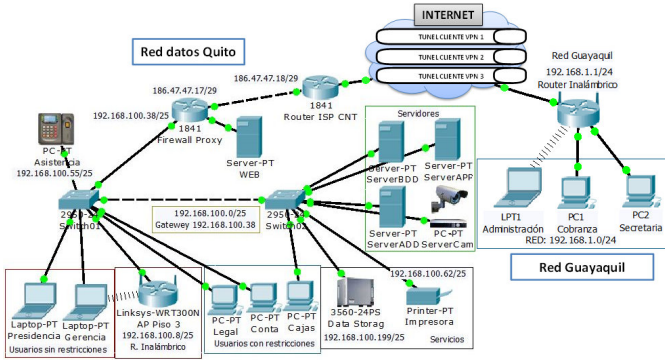 INTERNET
TUNEL CLIENTE VPN 1
TUNEL CLIENTE VPN 2
TUNEL CLIENTE VPN 3
Red datos Quito
Red Guayaquil
192.168.1.1/24
Router Inalámbrico
186.47.47.18/29
1841
Router ISP CNT
186.47.47.17/29
192.168.100.38/25
1841
Firewall Proxy
Server-PT
WEB
PC-PT
Asistencia
192.168.100.55/25
Servidores
Server-PT
ServerBDD
Server-PT
ServerAPP
Server-PT
ServerADD
PC-PT
ServerCam
2950-24
Switch01
192.168.100.0/25
Gatewey 192.168.100.38
2950-24
Switch02
LPT1
Administradón
PC1
Cobranza
PC2
Secretaria
RED: 192.168.1.0/24
Red Guayaquil
Laptop-PT
Presidencia
Laptop-PT
Gerencia
Usuarios sin restricciones
Linksys-WRT300N
AP Piso 3
192.168.100.8/25
R. Inalámbrico
PC-PT
Legal
PC-PT
Conta
PC-PT
Cajas
Usuarios con restricciones
3560-24PS
Data Storag
192.168.100.199/25
192.168.100.62/25
Printer-PT
Impresora
Servicios